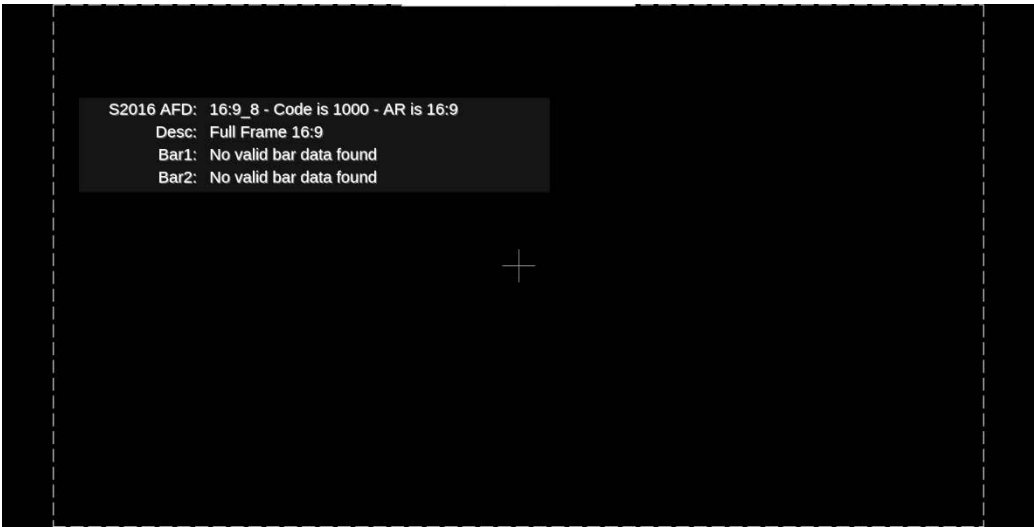 S2016 AFD: 16:9_8 - Code is 1000 - AR is 16:9
Desc: Full Frame 16:9
Bar1: No valid bar data found
Bar2: No valid bar data found